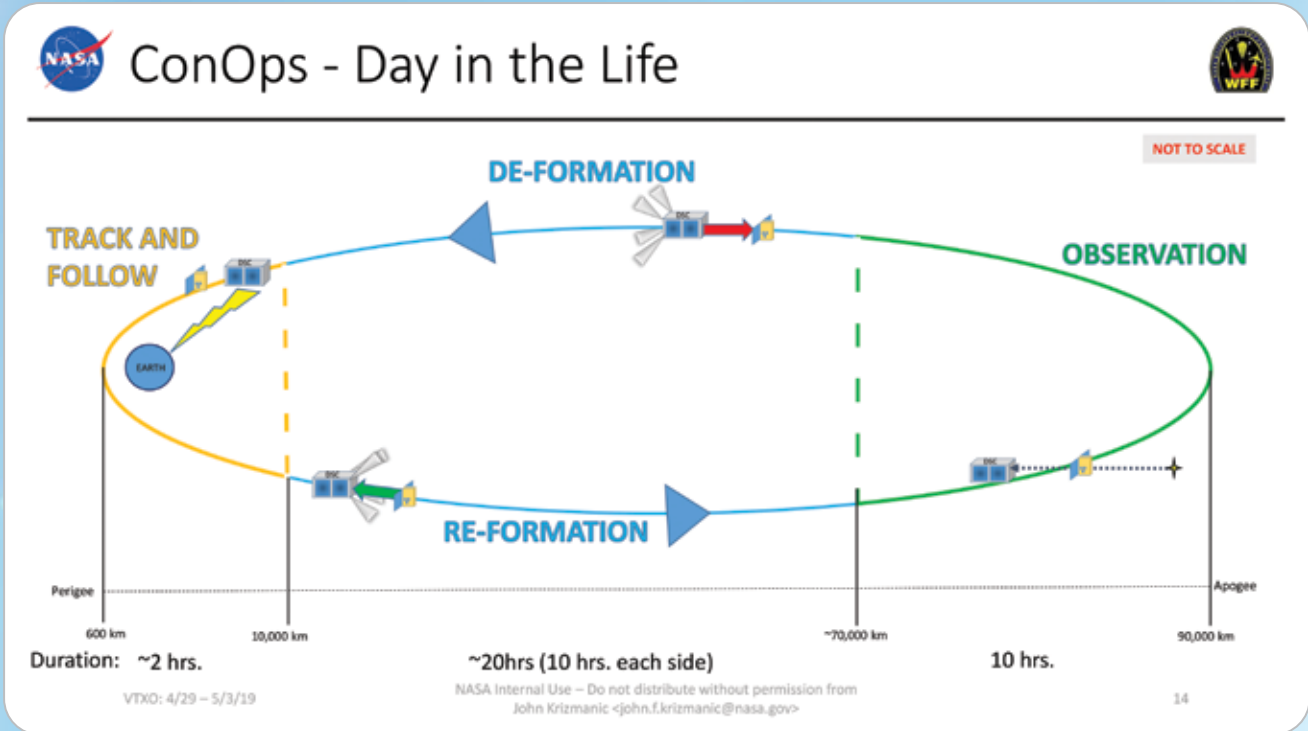 NASA
ConOps - Day in the Life
WFF
NOT TO SCALE
DE-FORMATION
DSC
TRACK AND
FOLLOW
DSC
OBSERVATION
EARTH
DSC
DSC
RE-FORMATION
Perigee
Apogee
600 km
10,000 km
~70,000 km
90,000 km
Duration: ~2 hrs.
~20hrs (10 hrs. each side)
10 hrs.
VTXO: 4/29 – 5/3/19
NASA Internal Use – Do not distribute without permission from
John Krizmanic <john.f.krizmanic@nasa.gov>
14